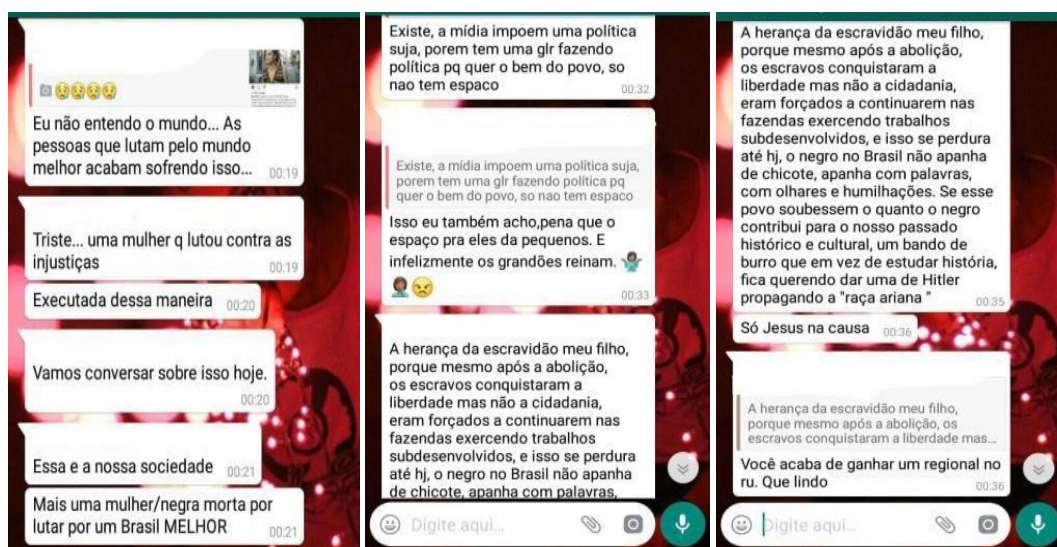 Eu não entendo o mundo... As
pessoas que lutam pelo mundo
melhor acabam sofrendo isso... 00:19
Triste... uma mulher q lutou contra as
injustiças
00:19
Executada dessa maneira 00:20
Vamos conversar sobre isso hoje.
00:20
Essa e a nossa sociedade 00:21
Mais uma mulher/negra morta por
lutar por um Brasil MELHOR 00:21
Existe, a mídia impoem uma política
suja, porem tem uma glr fazendo
política pq quer o bem do povo, so
nao tem espaco 00:32
Existe, a mídia impoem uma política suja,
porem tem uma glr fazendo política pq
quer o bem do povo, so nao tem espaco
Isso eu também acho,pena que o
espaço pra eles da pequenos. E
infelizmente os grandões reinam.
00:33
A herança da escravidão meu filho,
porque mesmo após a abolição,
os escravos conquistaram a
liberdade mas não a cidadania,
eram forçados a continuarem nas
fazendas exercendo trabalhos
subdesenvolvidos, e isso se perdura
até hj, o negro no Brasil não apanha
de chicote, apanha com palavras,
Digite aqui...
A herança da escravidão meu filho,
porque mesmo após a abolição,
os escravos conquistaram a
liberdade mas não a cidadania,
eram forçados a continuarem nas
fazendas exercendo trabalhos
subdesenvolvidos, e isso se perdura
até hj, o negro no Brasil não apanha
de chicote, apanha com palavras,
com olhares e humilhações. Se esse
povo soubessem o quanto o negro
contribui para o nosso passado
histórico e cultural, um bando de
burro que em vez de estudar história,
fica querendo dar uma de Hitler
propagando a "raça ariana " 00:35
Só Jesus na causa 00:36
A herança da escravidão meu filho,
porque mesmo após a abolição, os
escravos conquistaram a liberdade mas...
Você acaba de ganhar um regional no
ru. Que lindo 00:36
Digite aqui...